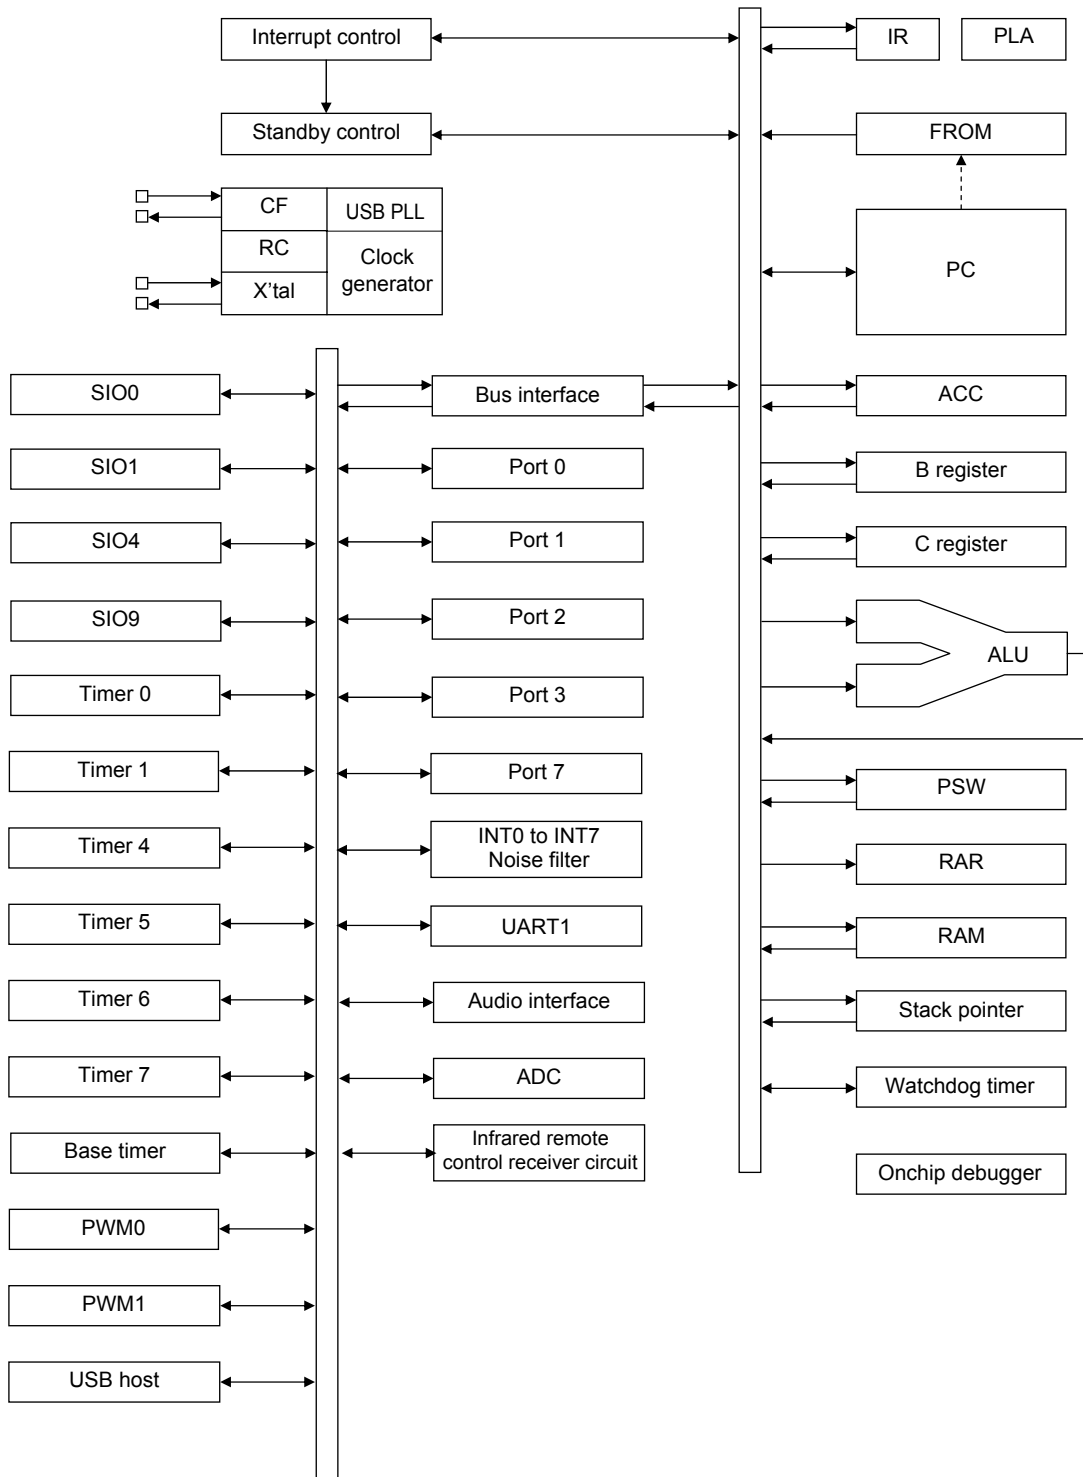 Interrupt control
IR
PLA
Standby control
FROM
CF
USB PLL
RC
Clock
generator
X'tal
PC
SIO0
Bus interface
ACC
SIO1
Port 0
B register
SIO4
Port 1
C register
SIO9
Port 2
ALU
Timer 0
Port 3
Timer 1
Port 7
PSW
Timer 4
INT0 to INT7
Noise filter
RAR
Timer 5
UART1
RAM
Timer 6
Audio interface
Stack pointer
Timer 7
ADC
Watchdog timer
Base timer
Infrared remote
control receiver circuit
Onchip debugger
PWM0
PWM1
USB host